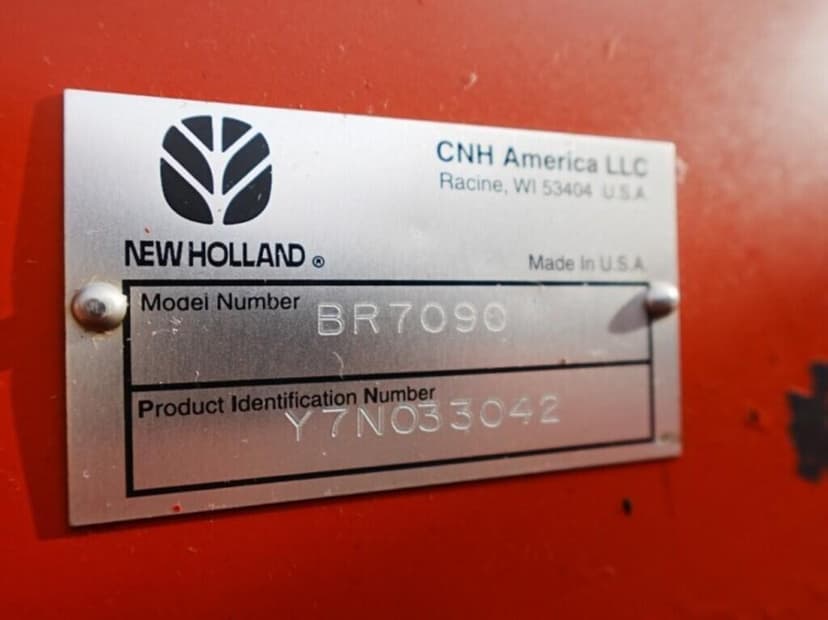 CNH America LLC
Racine, WI 53404 U.S.A.
NEW HOLLAND ®
Made In U.S.A.
Model Number
BR7090
Product Identification Number
Y7N033042